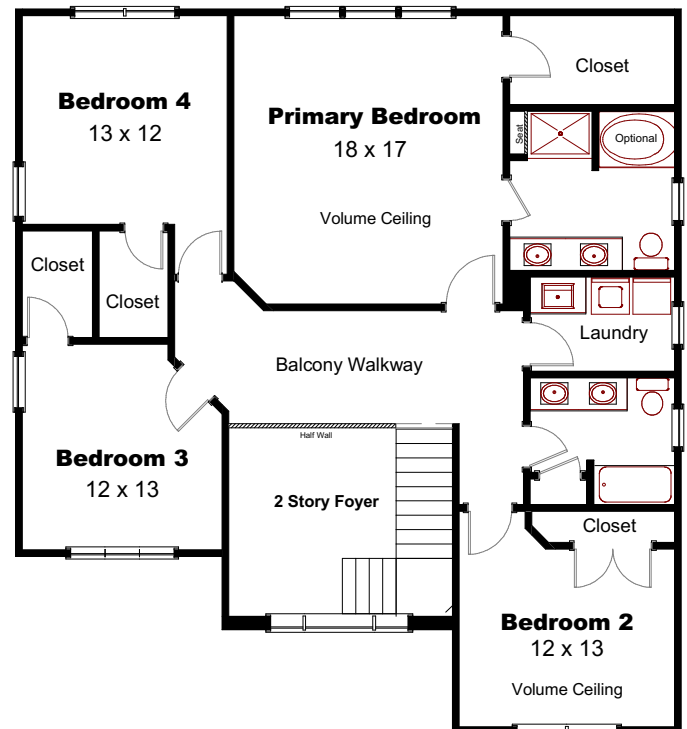 Bedroom 4
13 x 12
Primary Bedroom
18 x 17
Volume Ceiling
Closet
Seat
Optional
Closet
Closet
Laundry
Balcony Walkway
Half Wall
Bedroom 3
12 x 13
2 Story Foyer
Closet
Bedroom 2
12 x 13
Volume Ceiling